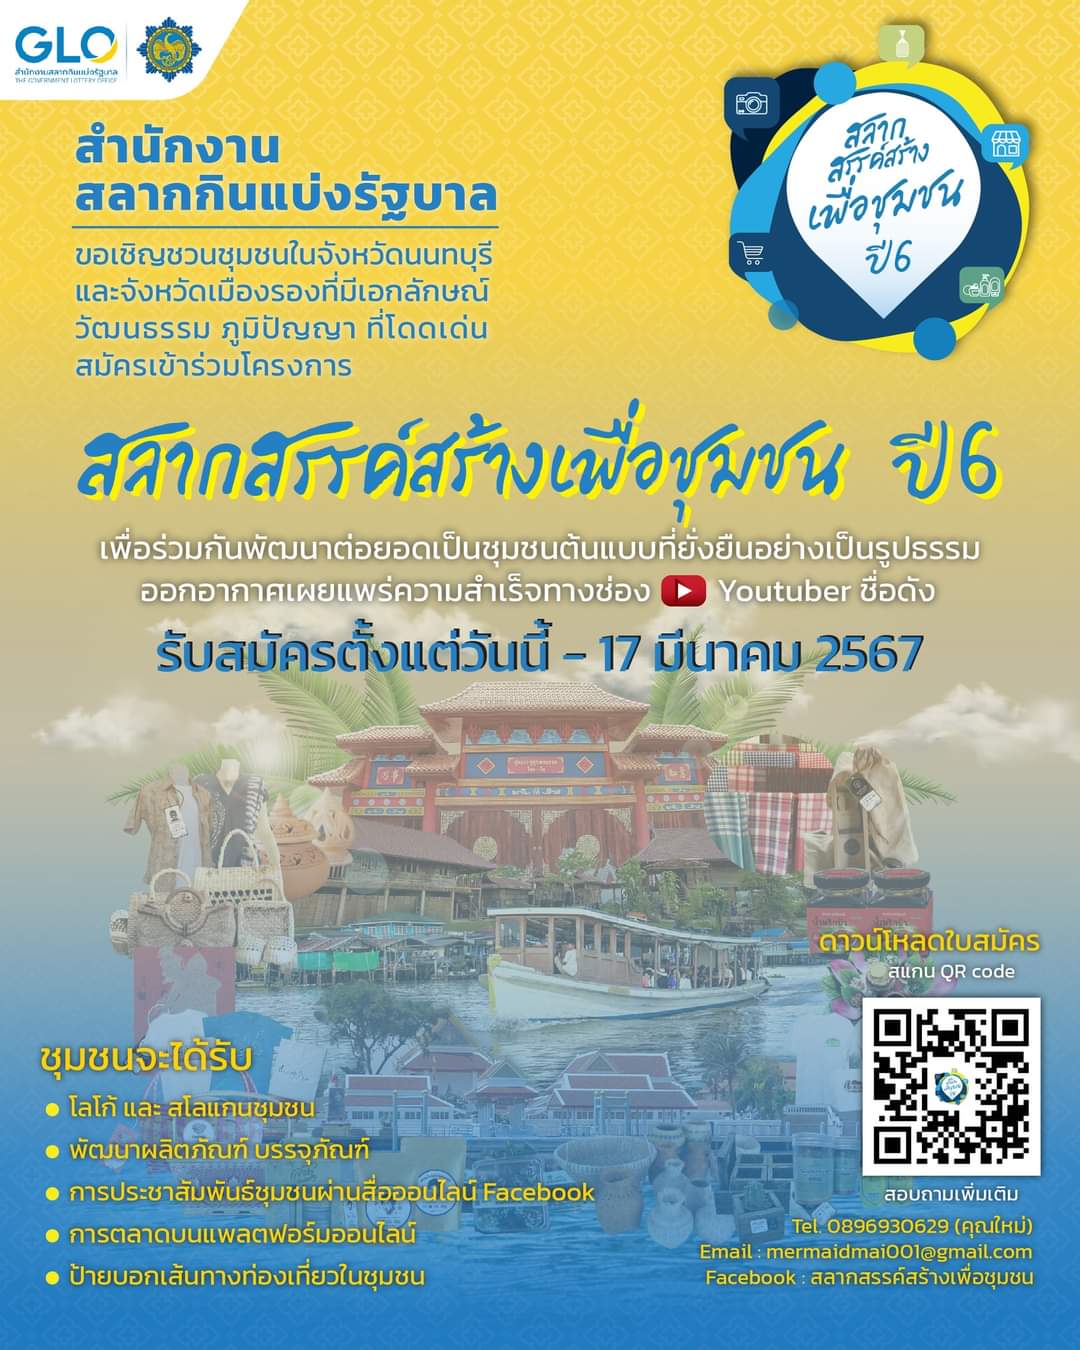 GLO
สำนักงานสลากกินแบ่งรัฐบาล
THE GOVERNMENT LOTTERY OFFICE
สลาก
สรรค์สร้าง
เพื่อชุมชน
ปี6
สำนักงาน
สลากกินแบ่งรัฐบาล
ขอเชิญชวนชุมชนในจังหวัดนนทบุรี
และจังหวัดเมืองรองที่มีเอกลักษณ์
วัฒนธรรม ภูมิปัญญา ที่โดดเด่น
สมัครเข้าร่วมโครงการ
สลากสรรค์สร้างเพื่อชุมชน ปี6
เพื่อร่วมกันพัฒนาต่อยอดเป็นชุมชนต้นแบบที่ยั่งยืนอย่างเป็นรูปธรรม
ออกอากาศเผยแพร่ความสำเร็จทางช่อง Youtuber ชื่อดัง
รับสมัครตั้งแต่วันนี้ - 17 มีนาคม 2567
ดาวน์โหลดใบสมัคร
สแกน QR code
ชุมชนจะได้รับ
โลโก้ และ สโลแกนชุมชน
พัฒนาผลิตภัณฑ์ บรรจุภัณฑ์
การประชาสัมพันธ์ชุมชนผ่านสื่อออนไลน์ Facebook
การตลาดบนแพลตฟอร์มออนไลน์
ป้ายบอกเส้นทางท่องเที่ยวในชุมชน
สอบถามเพิ่มเติม
Tel. 0896930629 (คุณใหม่)
Email : mermaidmai001@gmail.com
Facebook : สลากสรรค์สร้างเพื่อชุมชน